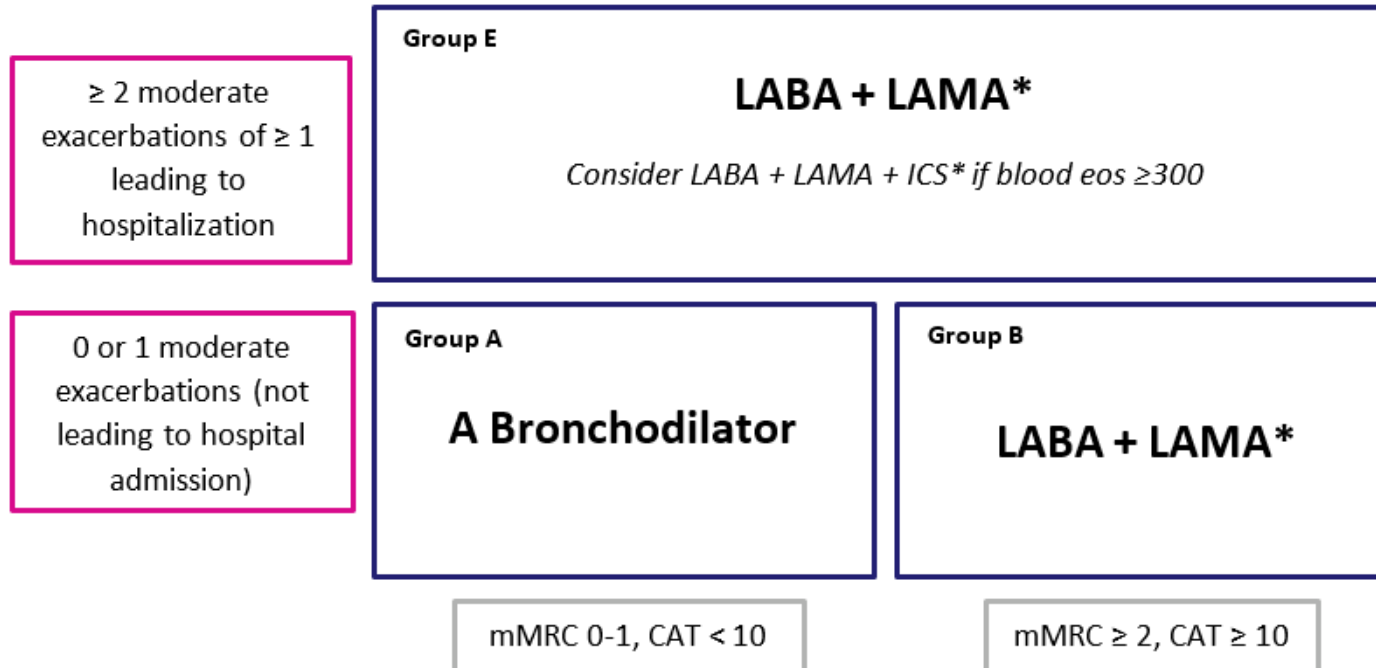 Group E
≥ 2 moderate
exacerbations of ≥ 1
leading to
hospitalization
LABA + LAMA*
Consider LABA + LAMA + ICS* if blood eos ≥300
0 or 1 moderate
exacerbations (not
leading to hospital
admission)
Group A
A Bronchodilator
Group B
LABA + LAMA*
mMRC 0-1, CAT < 10
mMRC ≥ 2, CAT ≥ 10